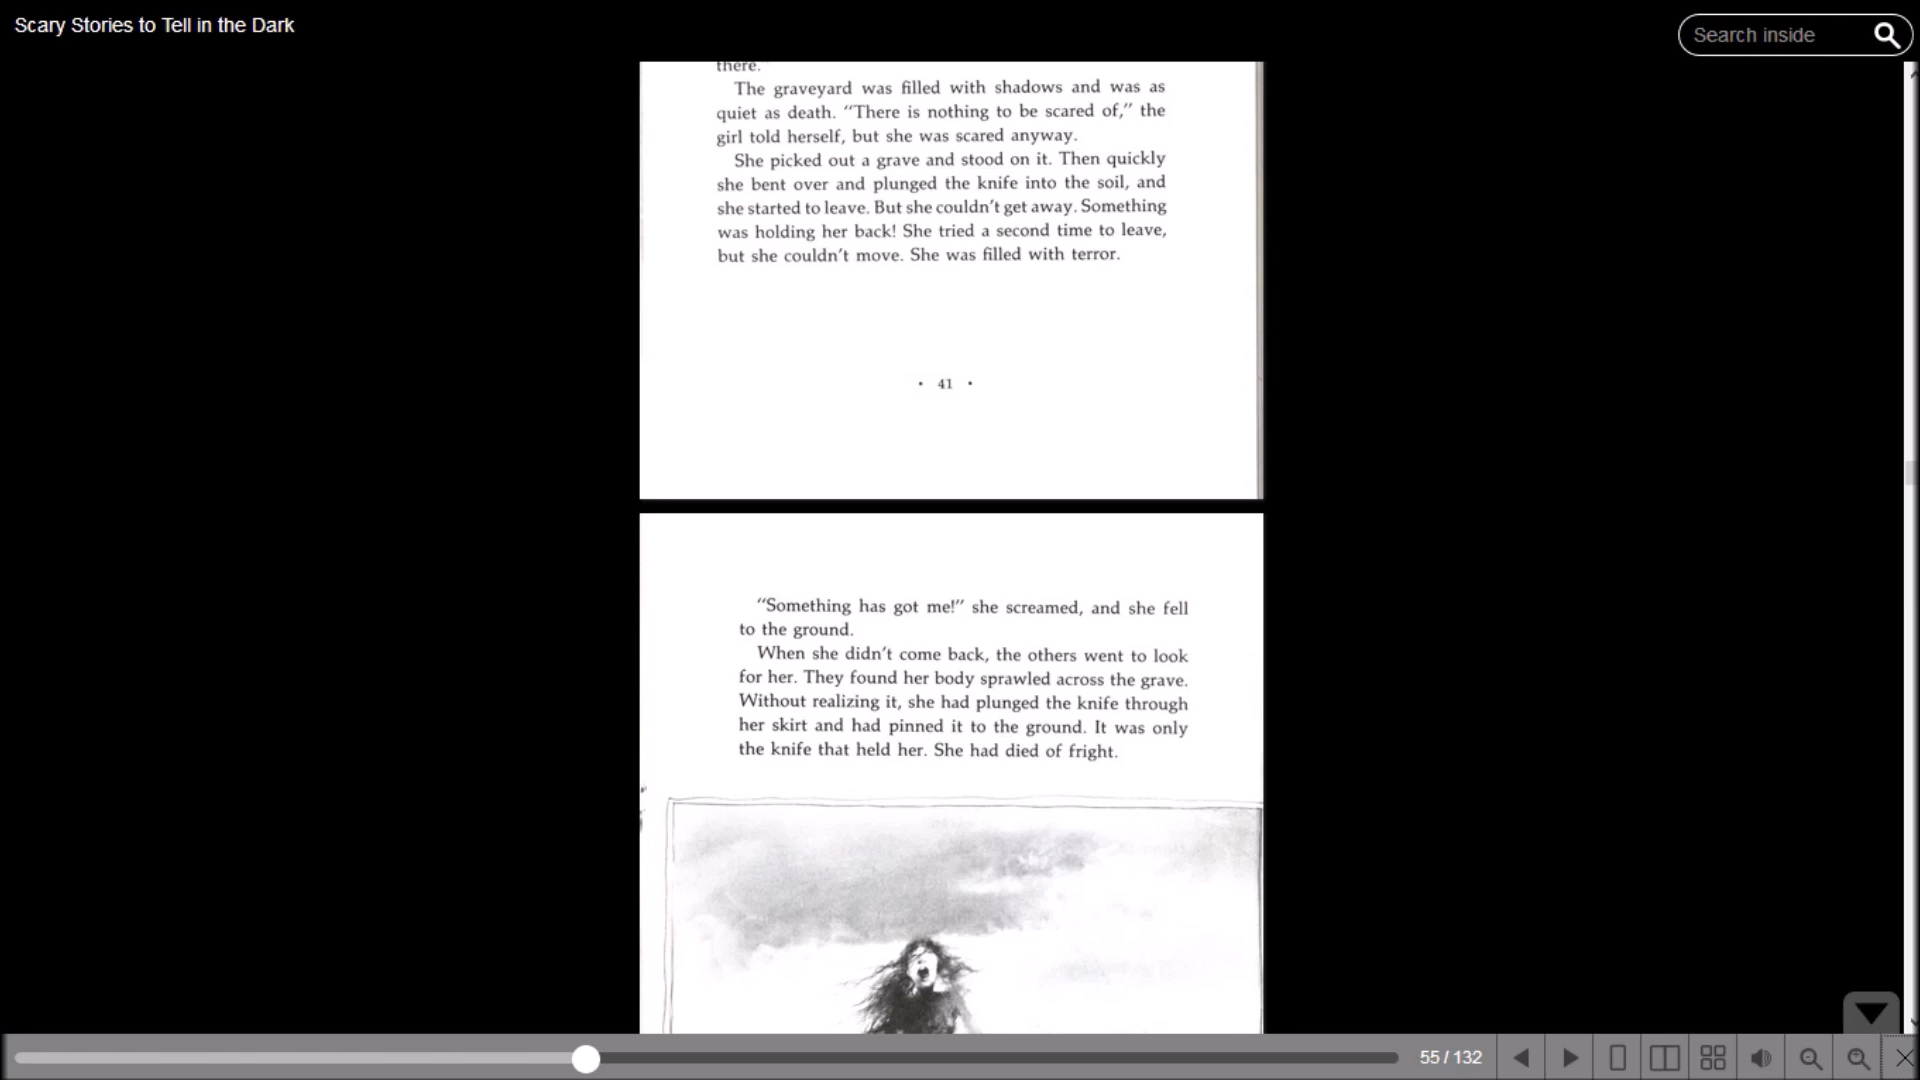 Scary Stories to Tell in the Dark
Search inside
there."
The graveyard was filled with shadows and was as
quiet as death. "There is nothing to be scared of," the
girl told herself, but she was scared anyway.
She picked out a grave and stood on it. Then quickly
she bent over and plunged the knife into the soil, and
she started to leave. But she couldn't get away. Something
was holding her back! She tried a second time to leave,
but she couldn't move. She was filled with terror.
• 41 •
"Something has got me!" she screamed, and she fell
to the ground.
When she didn't come back, the others went to look
for her. They found her body sprawled across the grave.
Without realizing it, she had plunged the knife through
her skirt and had pinned it to the ground. It was only
the knife that held her. She had died of fright.
55 / 132